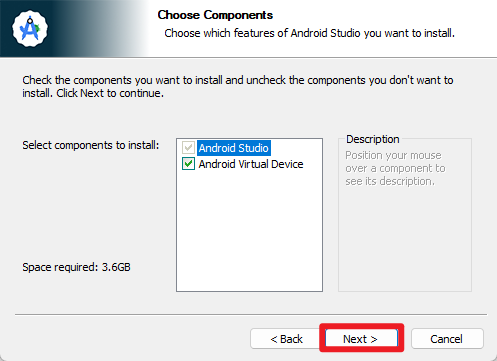 Choose Components
Choose which features of Android Studio you want to install.
Check the components you want to install and uncheck the components you don't want to
install. Click Next to continue.
Select components to install:
Android Studio
Android Virtual Device
Description
Position your mouse
over a component to
see its description.
Space required: 3.6GB
< Back
Next >
Cancel